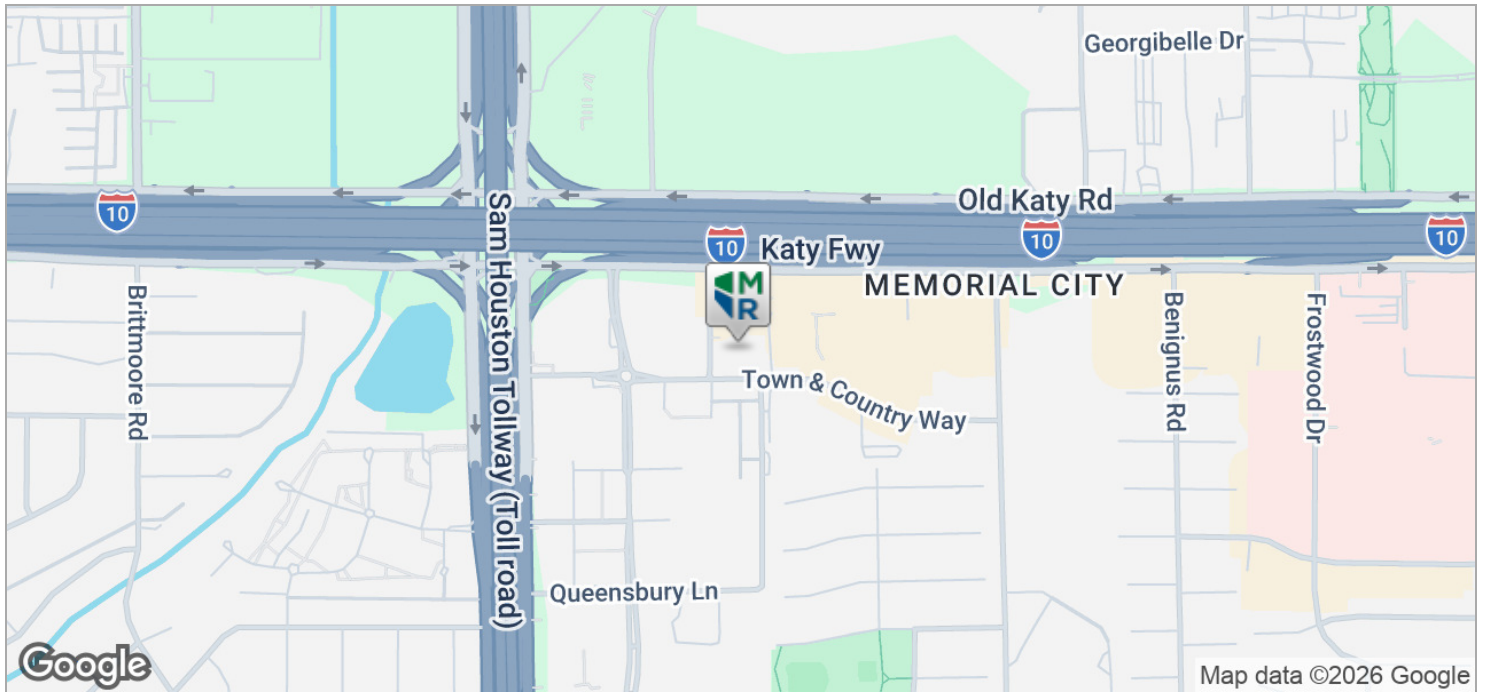 Georgibelle Dr
Old Katy Rd
10
10
10
10
Katy Fwy
MEMORIAL CITY
M
R
Sam Houston Tollway (Toll road)
Brittmoore Rd
Benignus Rd
Frostwood Dr
Town & Country Way
Queensbury Ln
Google
Map data ©2026 Google